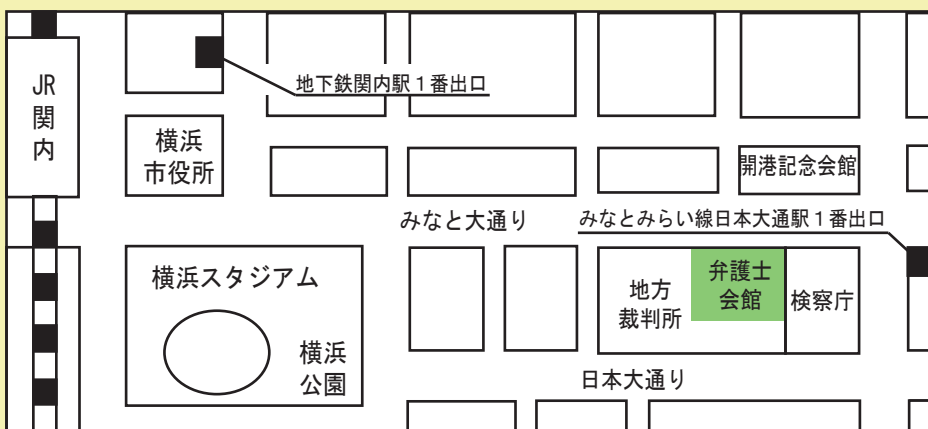 JR
関
内
地下鉄関内駅1番出口
横浜
市役所
開港記念会館
みなと大通り
みなとみらい線日本大通駅1番出口
横浜スタジアム
横浜
公園
地方
裁判所
弁護士
会館
検察庁
日本大通り